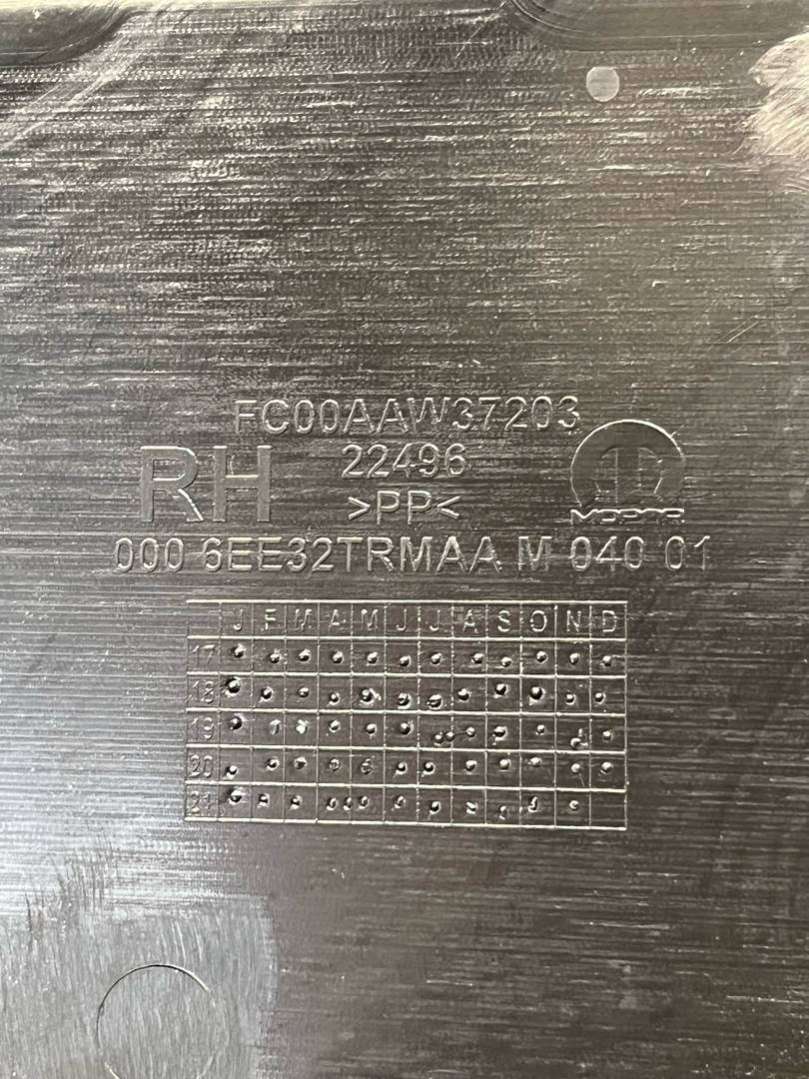 FC00AAW37203
RH 22496 MOPAR
>PP<
000 6EE32TRMAA M 040 01
J F M A M J J A S O N D
17
18
19
20
21